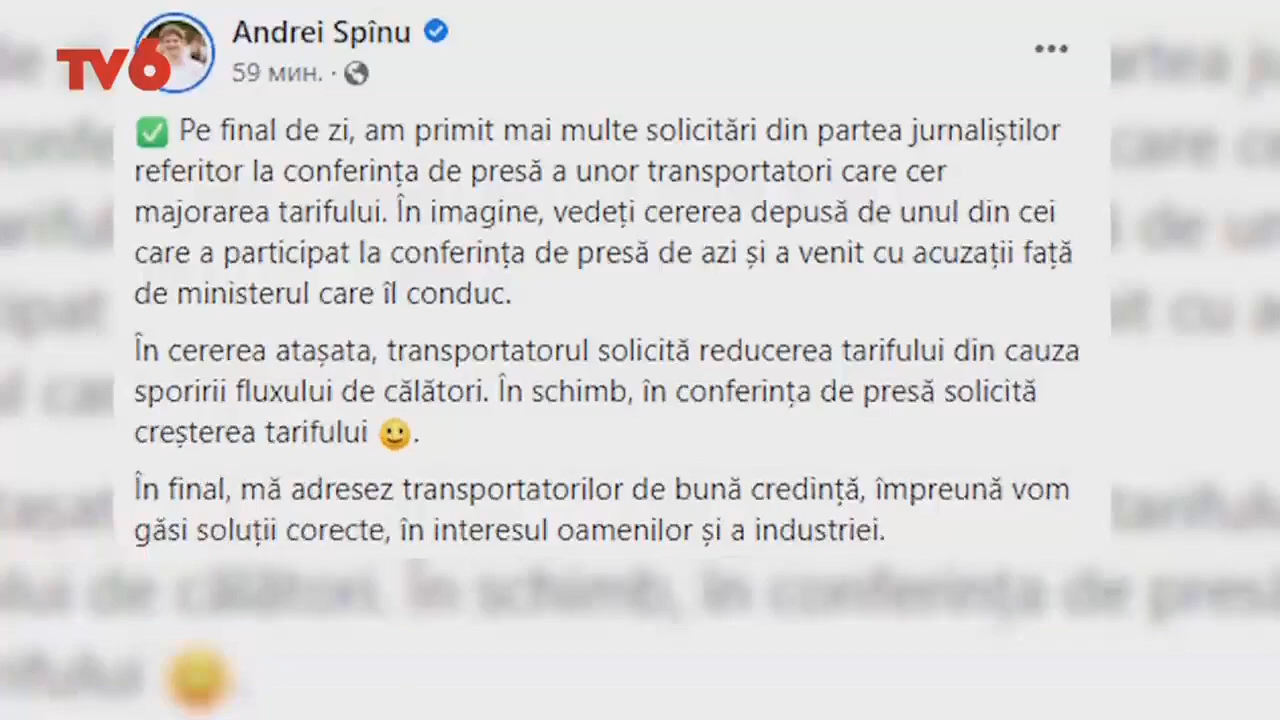 TV6
Andrei Spînu
59 мин. ·
✅ Pe final de zi, am primit mai multe solicitări din partea jurnaliștilor
referitor la conferința de presă a unor transportatori care cer
majorarea tarifului. În imagine, vedeți cererea depusă de unul din cei
care a participat la conferința de presă de azi și a venit cu acuzații față
de ministerul care îl conduc.
În cererea atașata, transportatorul solicită reducerea tarifului din cauza
sporirii fluxului de călători. În schimb, în conferința de presă solicită
creșterea tarifului 🙂.
În final, mă adresez transportatorilor de bună credință, împreună vom
găsi soluții corecte, în interesul oamenilor și a industriei.